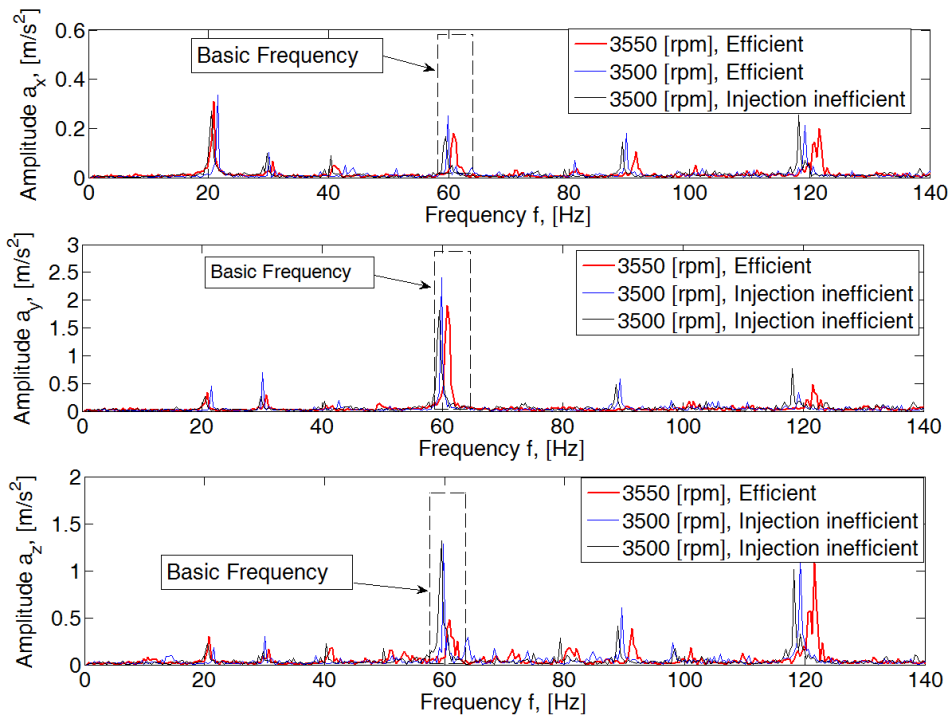 Amplitude a_x, [m/s²]
0.6
0.4
0.2
0
Basic Frequency
3550 [rpm], Efficient
3500 [rpm], Efficient
3500 [rpm], Injection inefficient
0 20 40 60 80 100 120 140
Frequency f, [Hz]
Amplitude a_y, [m/s²]
3
2.5
2
1.5
1
0.5
0
Basic Frequency
3550 [rpm], Efficient
3500 [rpm], Injection inefficient
3500 [rpm], Injection inefficient
0 20 40 60 80 100 120 140
Frequency f, [Hz]
Amplitude a_z, [m/s²]
2
1.5
1
0.5
0
Basic Frequency
3550 [rpm], Efficient
3500 [rpm], Injection inefficient
3500 [rpm], Injection inefficient
0 20 40 60 80 100 120 140
Frequency f, [Hz]